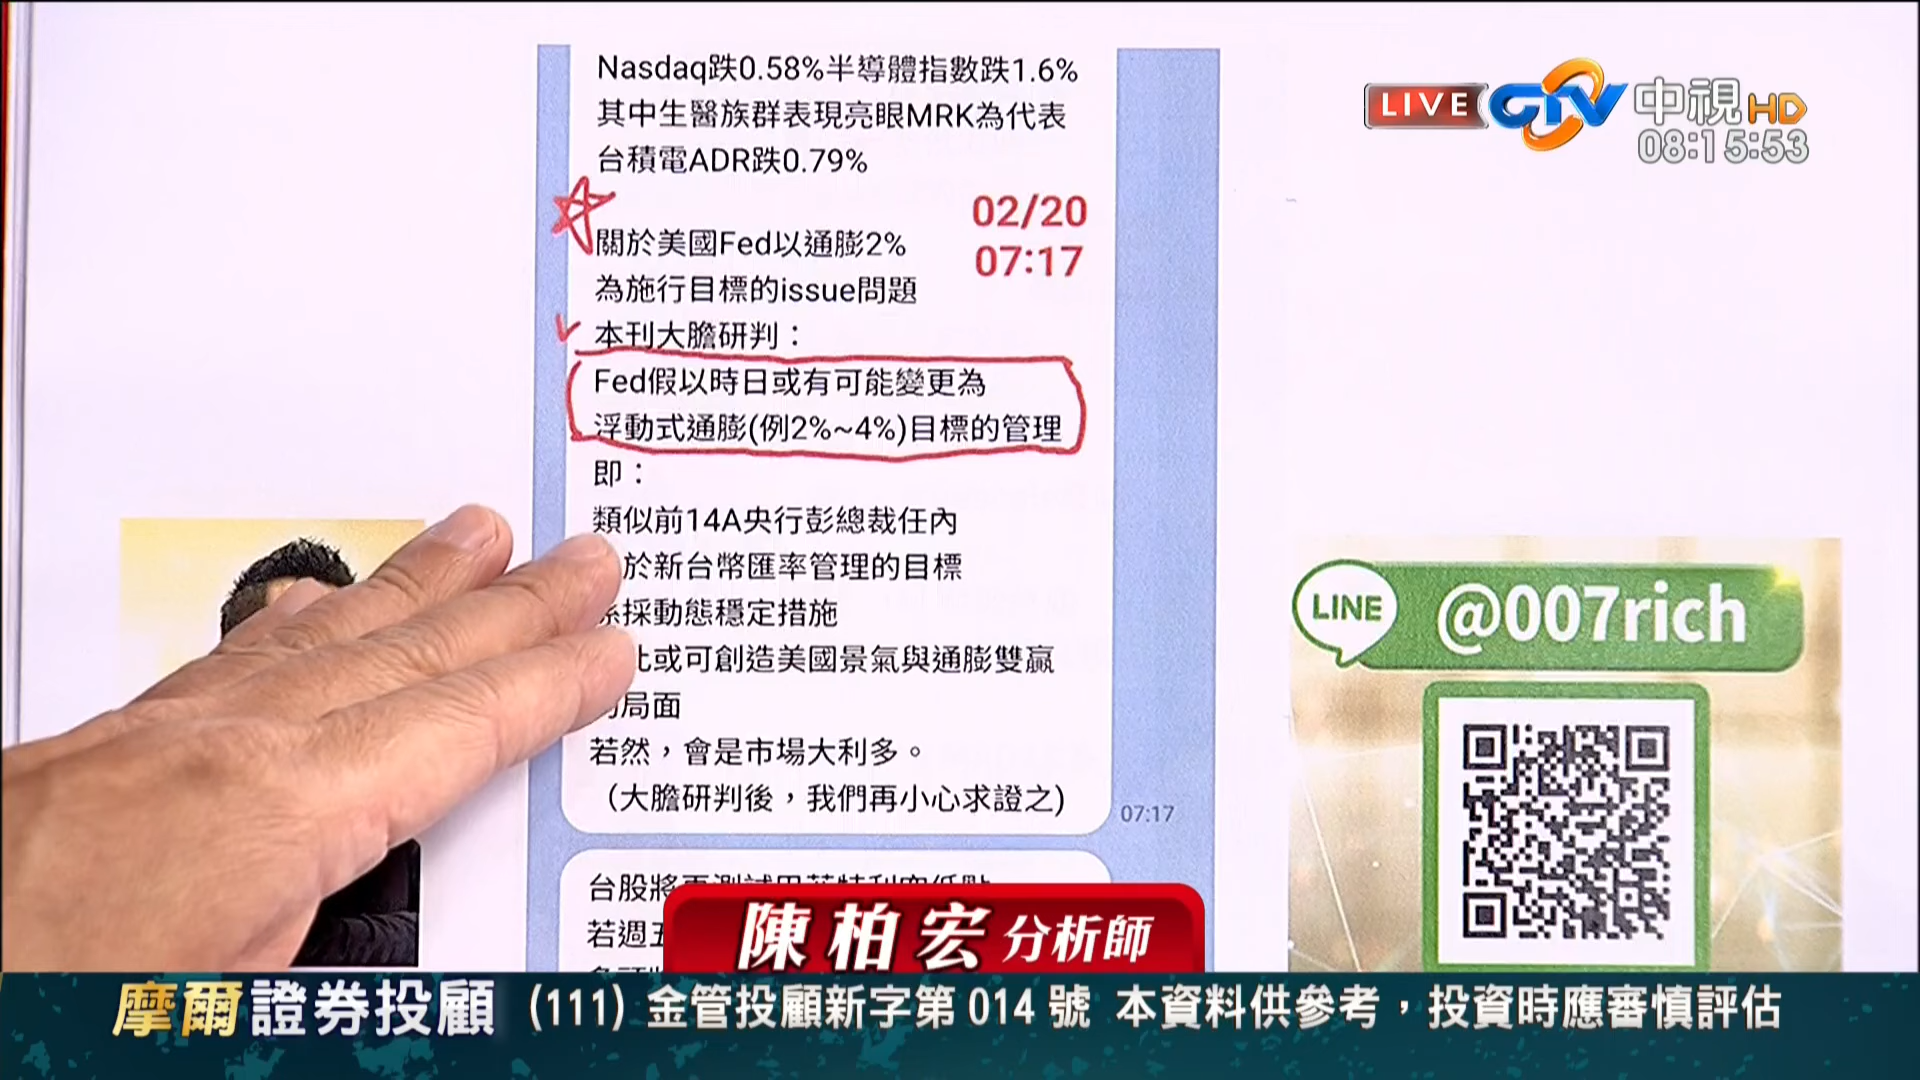 Nasdaq跌0.58%半導體指數跌1.6%
其中生醫族群表現亮眼MRK為代表
台積電ADR跌0.79%
02/20
07:17
關於美國Fed以通膨2%
為施行目標的issue問題
本刊大膽研判：
Fed假以時日或有可能變更為
浮動式通膨(例2%~4%)目標的管理
即：
類似前14A央行彭總裁任內
於新台幣匯率管理的目標
採動態穩定措施
或可創造美國景氣與通膨雙贏
局面
若然，會是市場大利多。
（大膽研判後，我們再小心求證之)
07:17
台股將
若週五
LIVE CTV 中視HD
08:15:53
LINE @007rich
陳柏宏 分析師
摩爾證券投顧 (111) 金管投顧新字第 014 號 本資料供參考，投資時應審慎評估